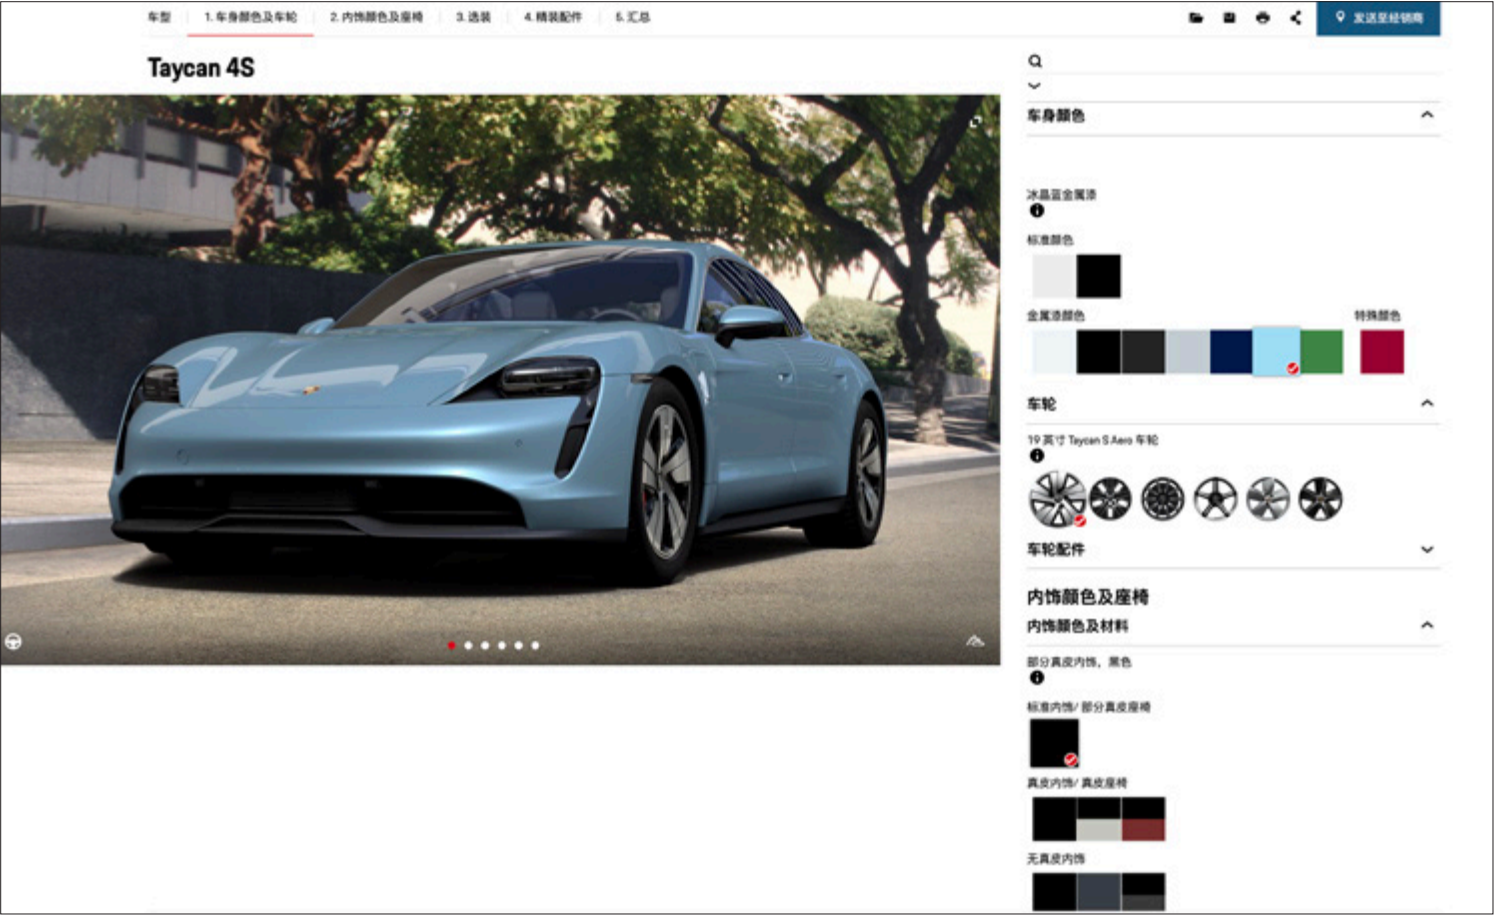 车型 1. 车身颜色及车轮 2. 内饰颜色及座椅 3. 选装 4. 精装配件 5. 汇总 发送至经销商
Taycan 4S
车身颜色
冰晶蓝金属漆
标准颜色
金属漆颜色 特殊颜色
车轮
19 英寸 Taycan S Aero 车轮
车轮配件
内饰颜色及座椅
内饰颜色及材料
部分真皮内饰，黑色
标准内饰/ 部分真皮座椅
真皮内饰/ 真皮座椅
无真皮内饰